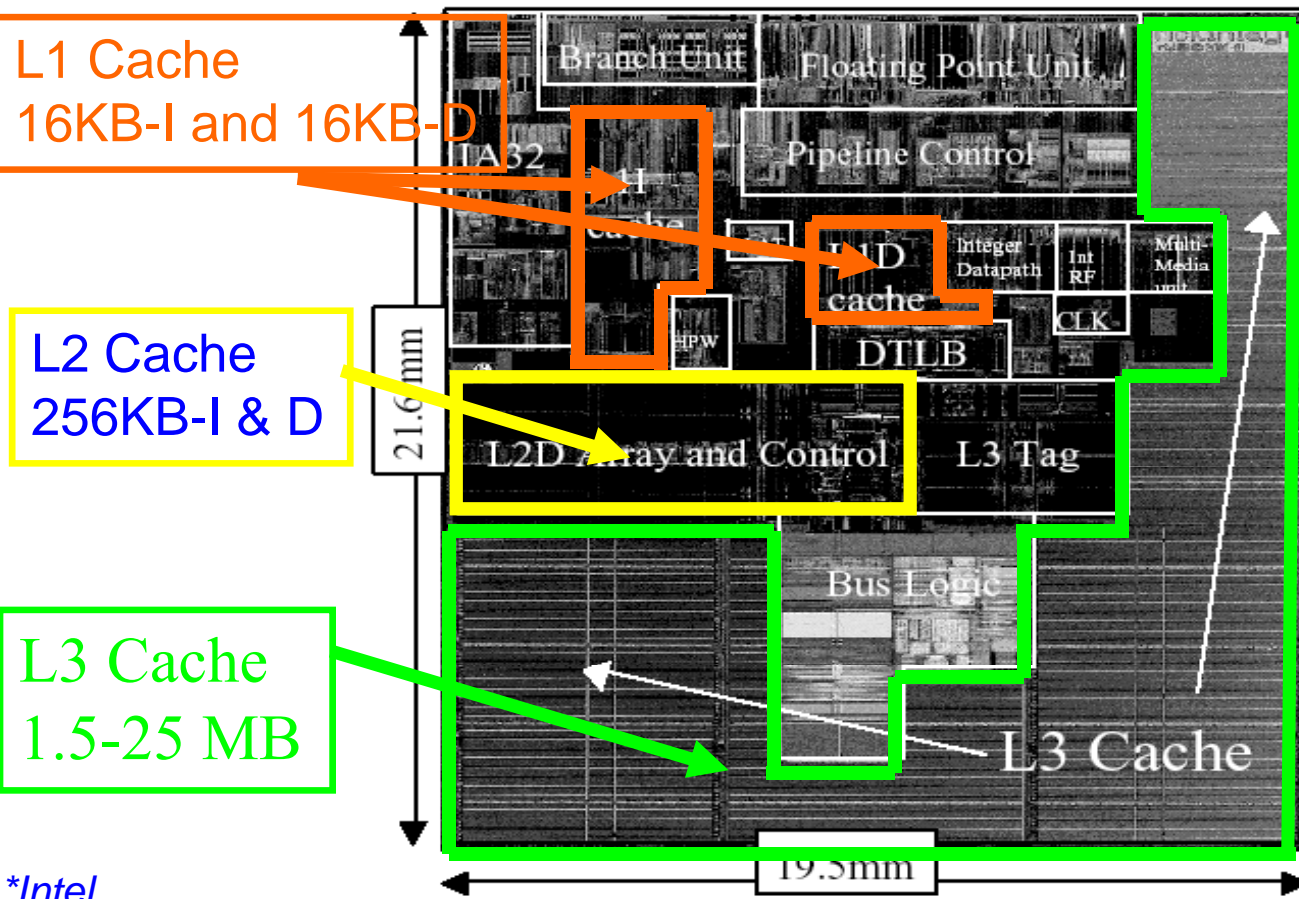 L1 Cache
16KB-I and 16KB-D
L2 Cache
256KB-I & D
L3 Cache
1.5-25 MB
*Intel
21.6mm
19.5mm
Branch Unit
Floating Point Unit
IA32
Pipeline Control
cache
L1D
cache
Integer
Datapath
Int
RF
Multi-
Media
unit
HPW
CLK
DTLB
L2D Array and Control
L3 Tag
Bus Logic
L3 Cache